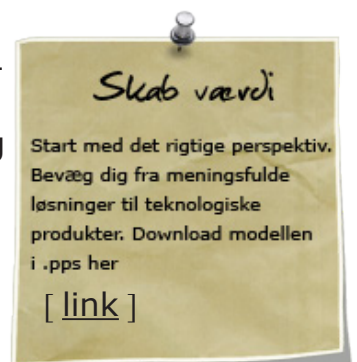 Skab værdi
Start med det rigtige perspektiv.
Bevæg dig fra meningsfulde
løsninger til teknologiske
produkter. Download modellen
i .pps her
[ link ]